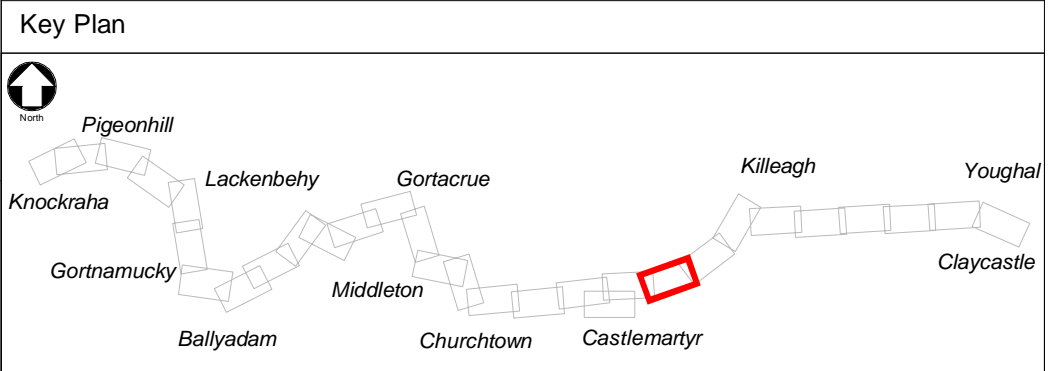 Key Plan
North
Pigeonhill
Knockraha
Lackenbehy
Gortacrue
Killeagh
Youghal
Gortnamucky
Middleton
Claycastle
Ballyadam
Churchtown
Castlemartyr